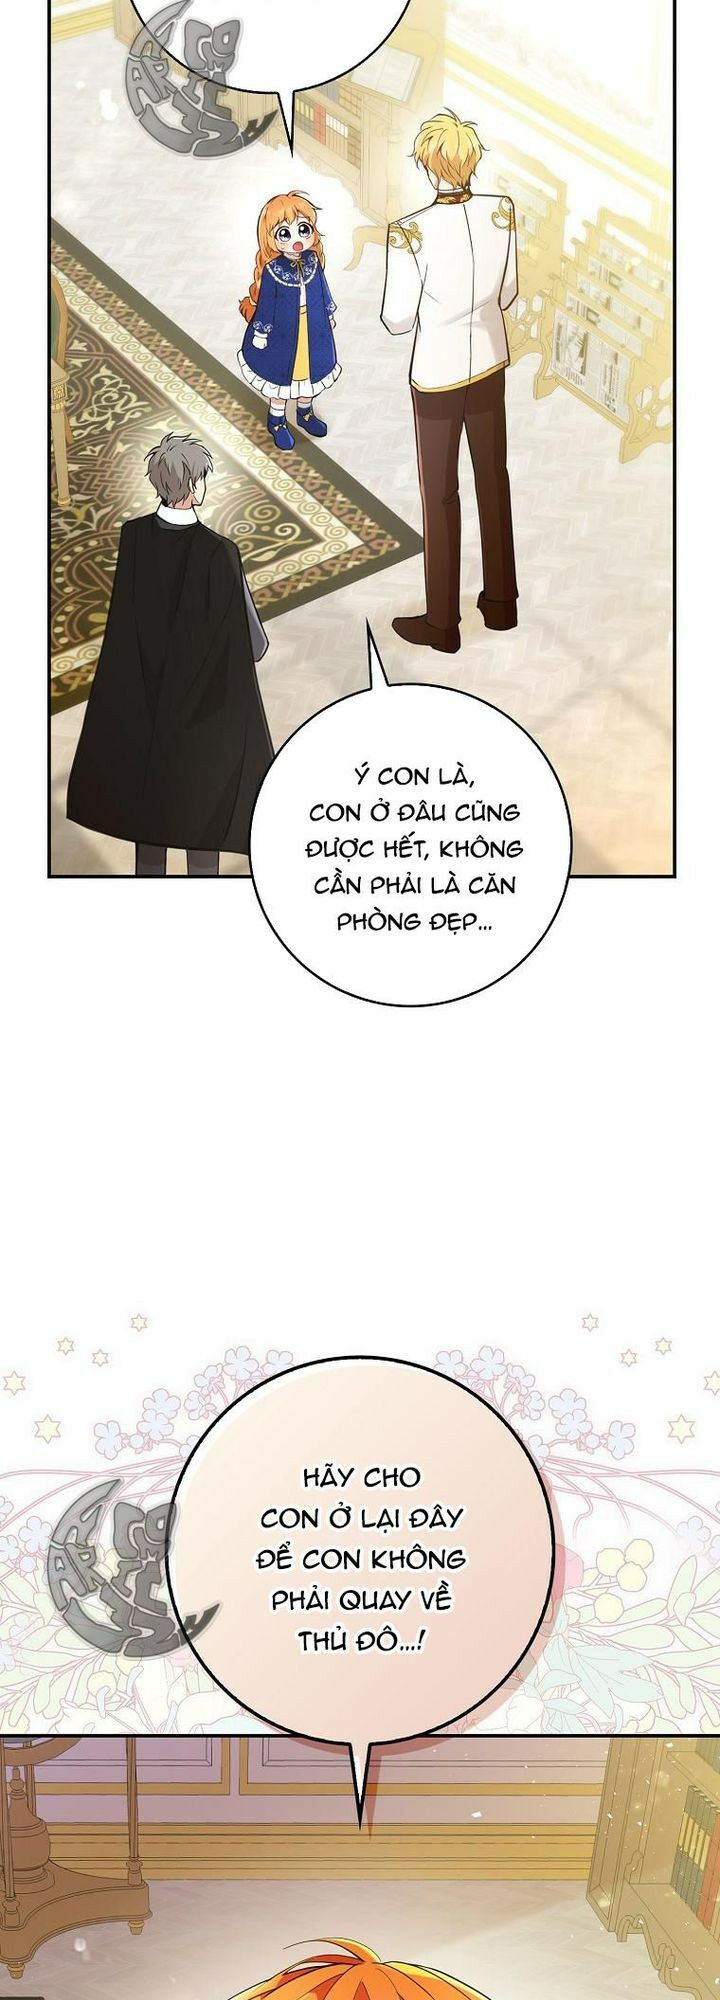 Ý CON LÀ,
CON Ở ĐÂU CŨNG
ĐƯỢC HẾT, KHÔNG
CẦN PHẢI LÀ CĂN
PHÒNG ĐẸP...
HÃY CHO
CON Ở LẠI ĐÂY
ĐỂ CON KHÔNG
PHẢI QUAY VỀ
THỦ ĐÔ...!